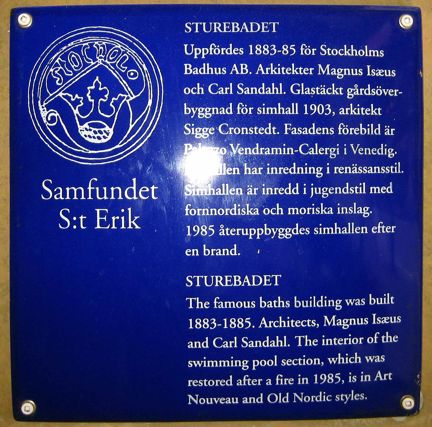 STOCHOL
Samfundet
S:t Erik
STUREBADET
Uppfördes 1883-85 för Stockholms
Badhus AB. Arkitekter Magnus Isæus
och Carl Sandahl. Glastäckt gårdsöver-
byggnad för simhall 1903, arkitekt
Sigge Cronstedt. Fasadens förebild är
Palazzo Vendramin-Calergi i Venedig.
har inredning i renässansstil.
Simhallen är inredd i jugendstil med
fornnordiska och moriska inslag.
1985 återuppbyggdes simhallen efter
en brand.
STUREBADET
The famous baths building was built
1883-1885. Architects, Magnus Isæus
and Carl Sandahl. The interior of the
swimming pool section, which was
restored after a fire in 1985, is in Art
Nouveau and Old Nordic styles.